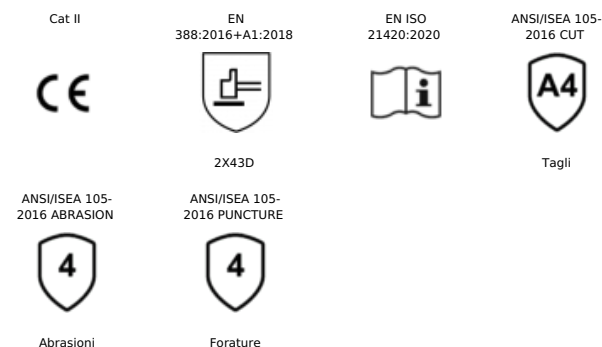 Cat II
EN
388:2016+A1:2018
EN ISO
21420:2020
ANSI/ISEA 105-
2016 CUT
CE
i
A4
2X43D
Tagli
ANSI/ISEA 105-
2016 ABRASION
ANSI/ISEA 105-
2016 PUNCTURE
4
4
Abrasioni
Forature